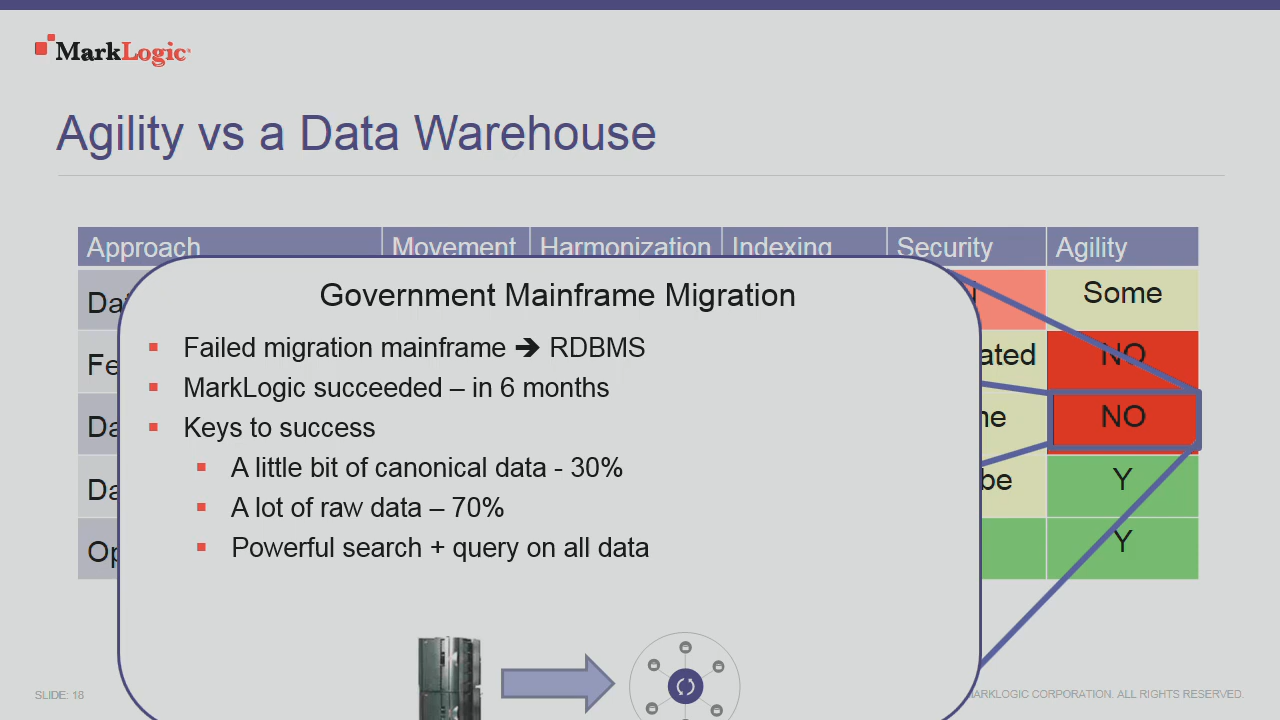 MarkLogic
Agility vs a Data Warehouse
Approach Movement Harmonization Indexing Security Agility
Some
NO
NO
Y
Y
Government Mainframe Migration
Failed migration mainframe ➔ RDBMS
MarkLogic succeeded – in 6 months
Keys to success
A little bit of canonical data - 30%
A lot of raw data – 70%
Powerful search + query on all data
SLIDE: 18
MARKLOGIC CORPORATION. ALL RIGHTS RESERVED.